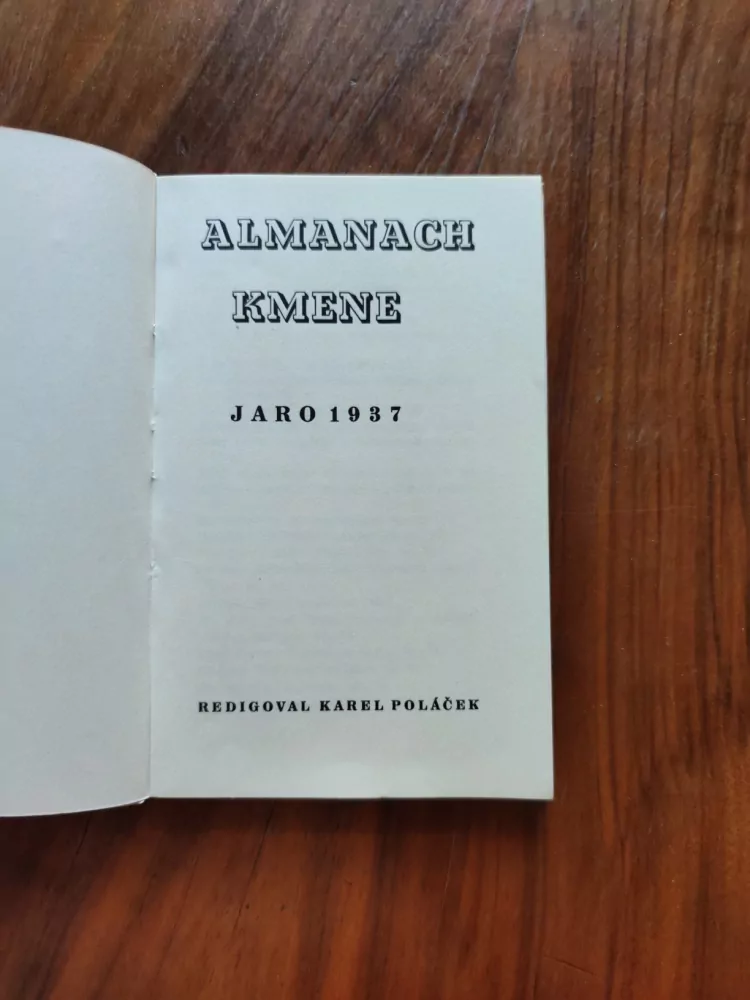 ALMANACH
KMENE
JARO 1937
REDIGOVAL KAREL POLÁČEK